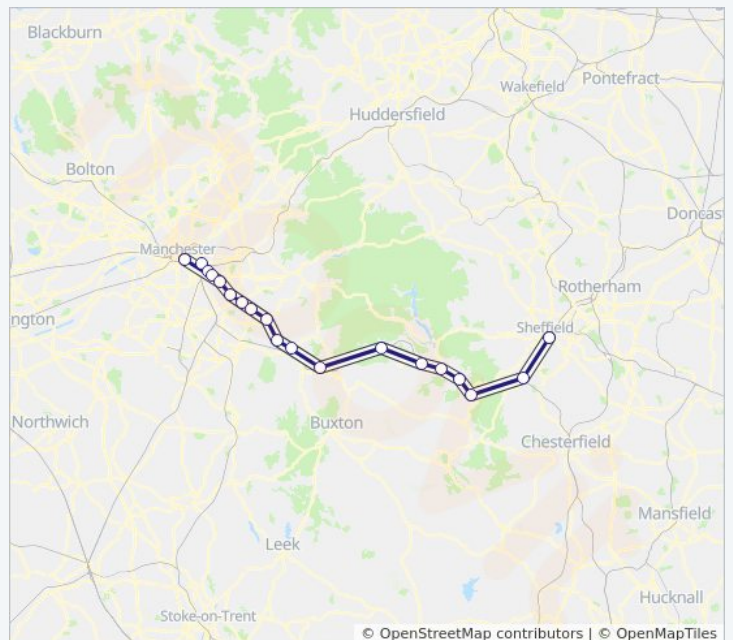 Blackburn
Pontefract
Wakefield
Huddersfield
Bolton
Doncas
Manchester
Rotherham
ngton
Sheffield
Northwich
Buxton
Chesterfield
Mansfield
Leek
Hucknall
Stoke-on-Trent
© OpenStreetMap contributors | © OpenMapTiles